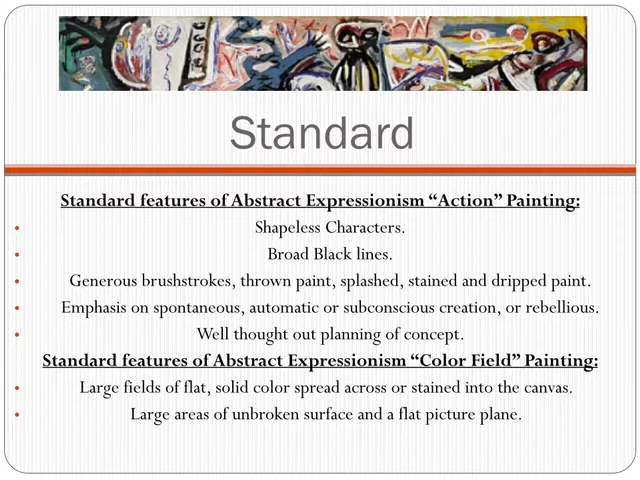 Standard
Standard features of Abstract Expressionism “Action” Painting:
• Shapeless Characters.
• Broad Black lines.
• Generous brushstrokes, thrown paint, splashed, stained and dripped paint.
• Emphasis on spontaneous, automatic or subconscious creation, or rebellious.
• Well thought out planning of concept.
Standard features of Abstract Expressionism “Color Field” Painting:
• Large fields of flat, solid color spread across or stained into the canvas.
• Large areas of unbroken surface and a flat picture plane.